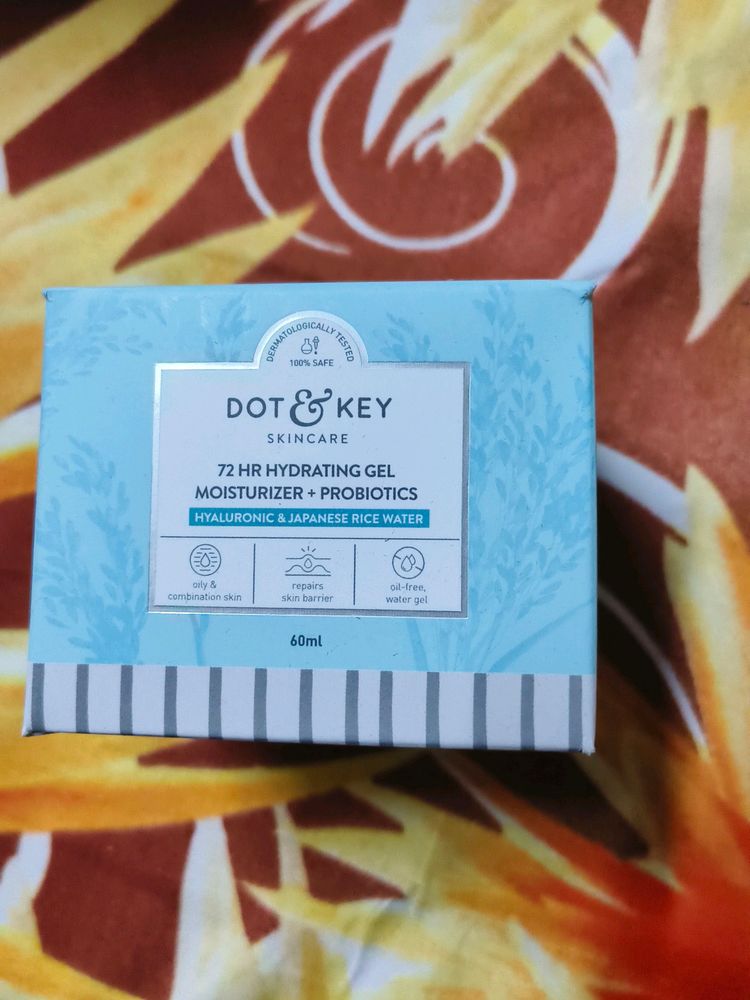 DERMATOLOGICALLY TESTED
100% SAFE
DOT & KEY
SKINCARE
72 HR HYDRATING GEL
MOISTURIZER + PROBIOTICS
HYALURONIC & JAPANESE RICE WATER
oily &
combination skin
repairs
skin barrier
oil-free,
water gel
60ml